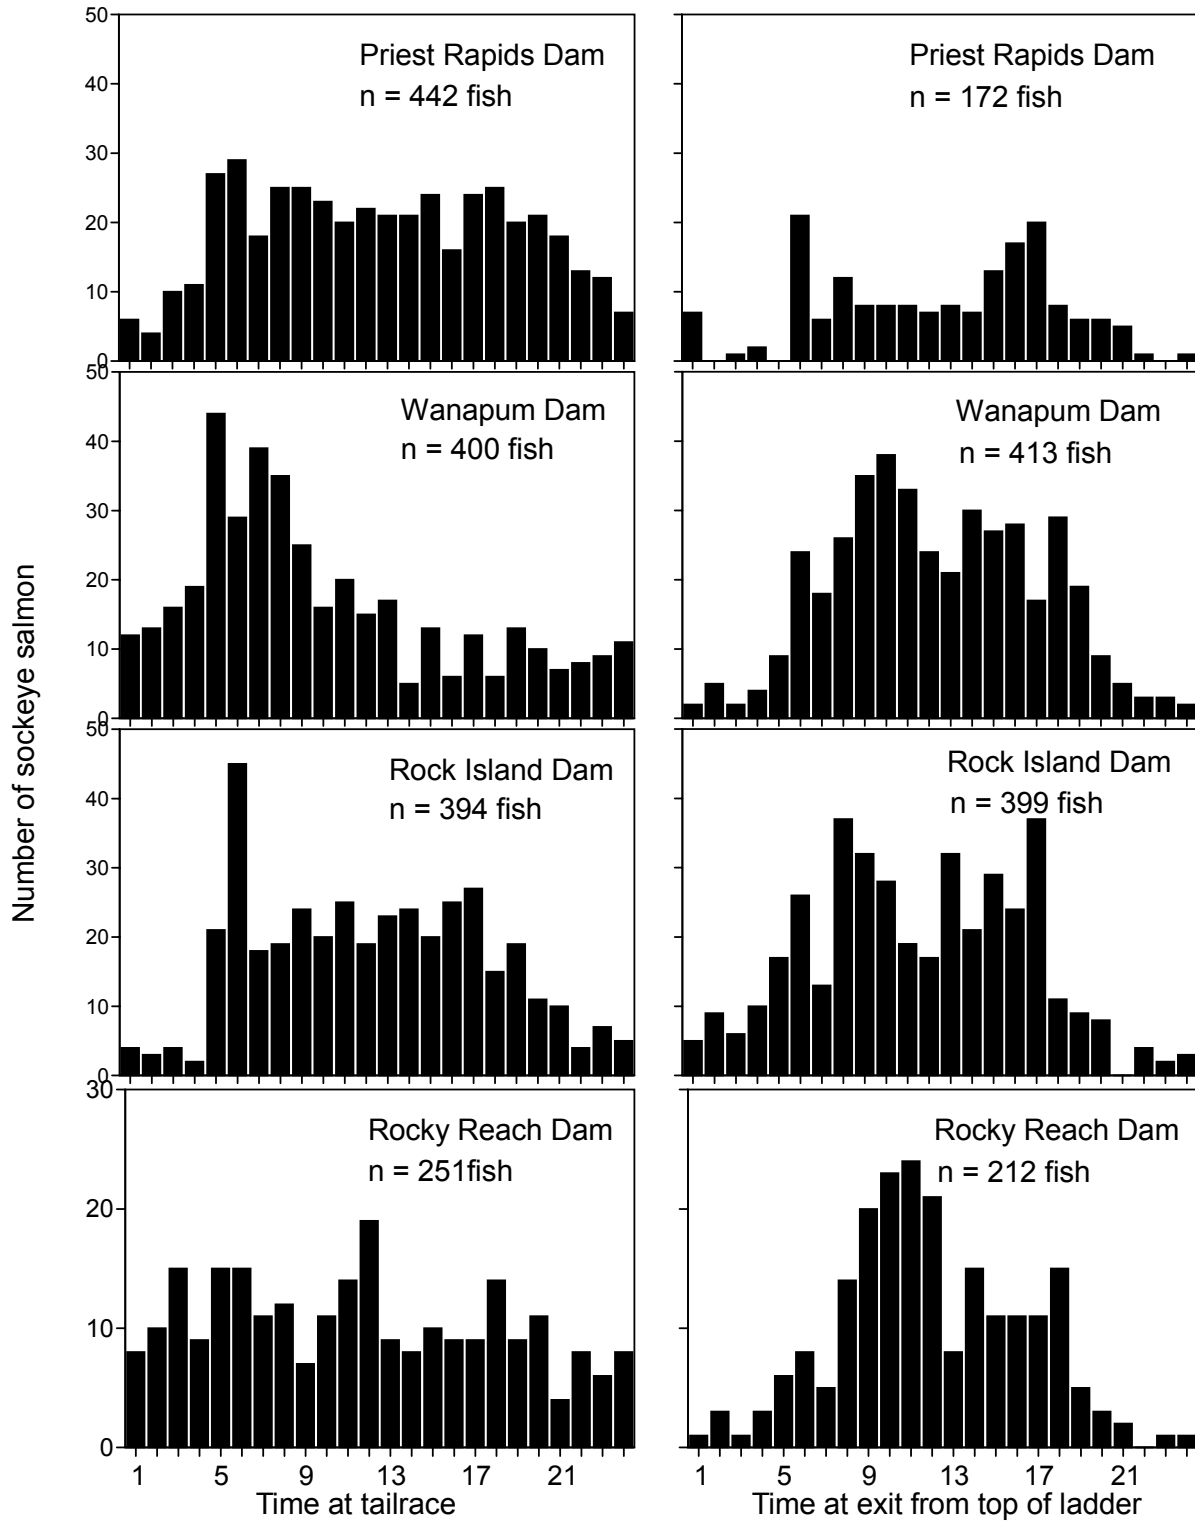 Number of sockeye salmon
50
40
30
20
10
0
Priest Rapids Dam
n = 442 fish
Priest Rapids Dam
n = 172 fish
50
40
30
20
10
0
Wanapum Dam
n = 400 fish
Wanapum Dam
n = 413 fish
50
40
30
20
10
0
Rock Island Dam
n = 394 fish
Rock Island Dam
n = 399 fish
30
20
10
0
Rocky Reach Dam
n = 251fish
Rocky Reach Dam
n = 212 fish
1 5 9 13 17 21
Time at tailrace
1 5 9 13 17 21
Time at exit from top of ladder